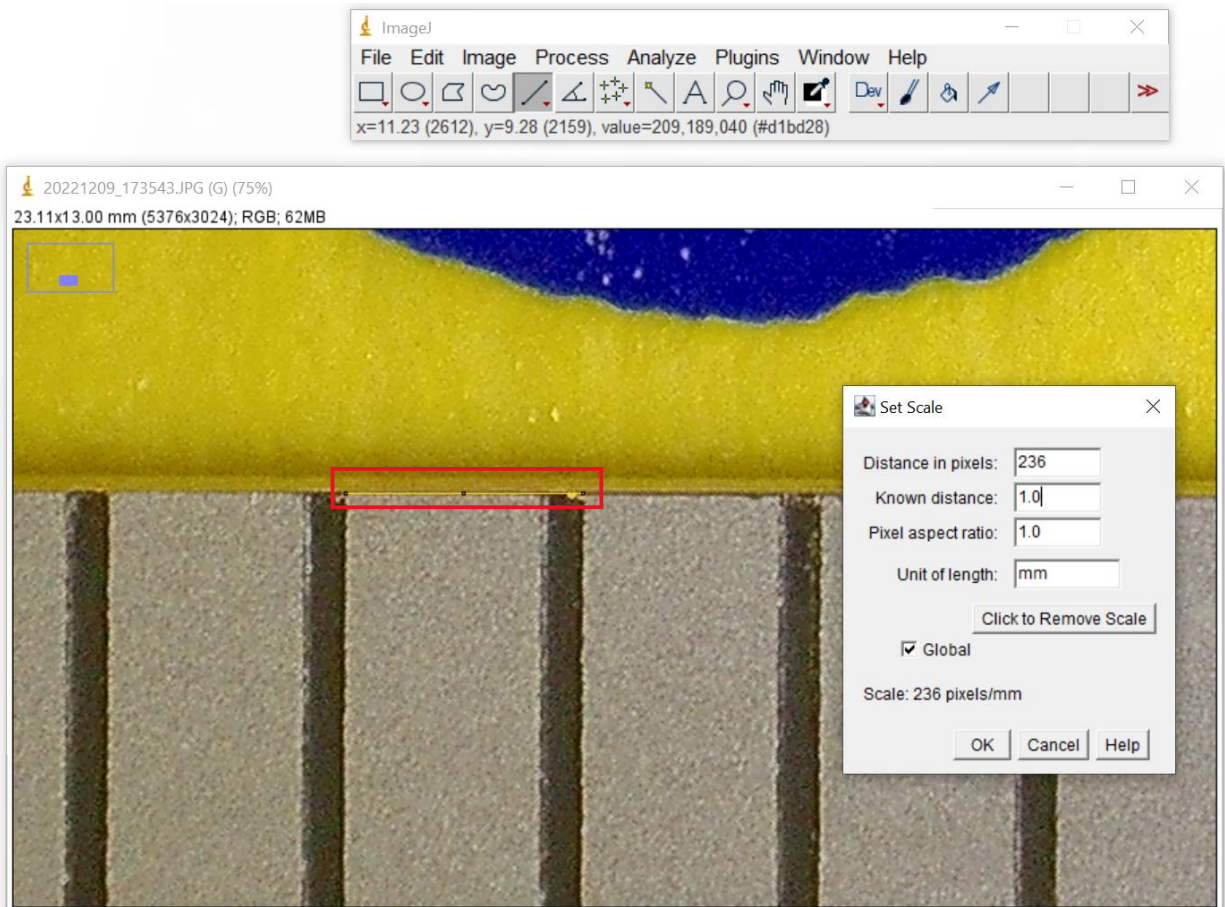 ImageJ
File Edit Image Process Analyze Plugins Window Help
A Dev
x=11.23 (2612), y=9.28 (2159), value=209,189,040 (#d1bd28)
20221209_173543.JPG (G) (75%)
23.11x13.00 mm (5376x3024); RGB; 62MB
Set Scale
Distance in pixels: 236
Known distance: 1.0
Pixel aspect ratio: 1.0
Unit of length: mm
Click to Remove Scale
Global
Scale: 236 pixels/mm
OK Cancel Help